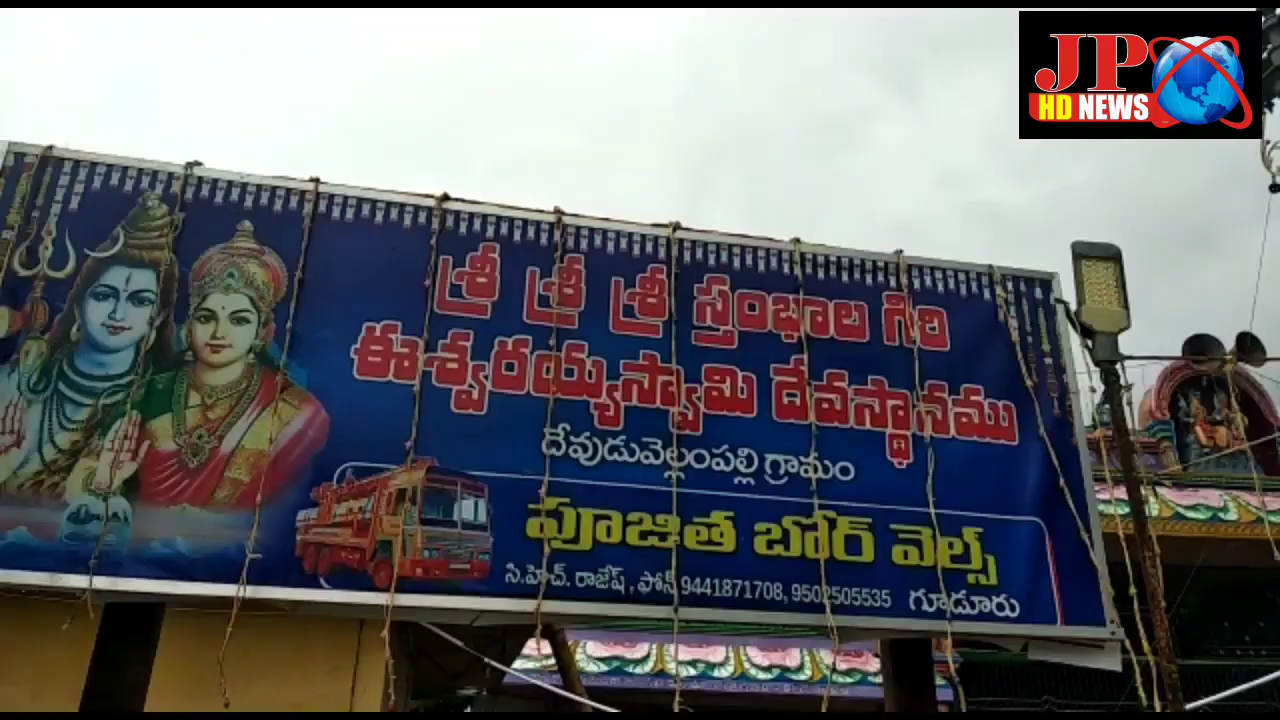 JP
HD NEWS
శ్రీ శ్రీ శ్రీ స్తంభాల గిరి
ఈశ్వరయ్యస్వామి దేవస్థానము
దేవుడువెల్లంపల్లి గ్రామం
పూజిత బోర్ వెల్స్
సి.హెచ్. రాజేష్, ఫోన్ 9441871708, 9502505535 గూడూరు